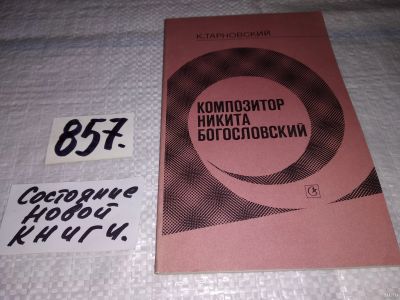 К.ТАРНОВСКИЙ
КОМПОЗИТОР
НИКИТА
БОГОСЛОВСКИЙ
857.
Состояние
новой
книги.